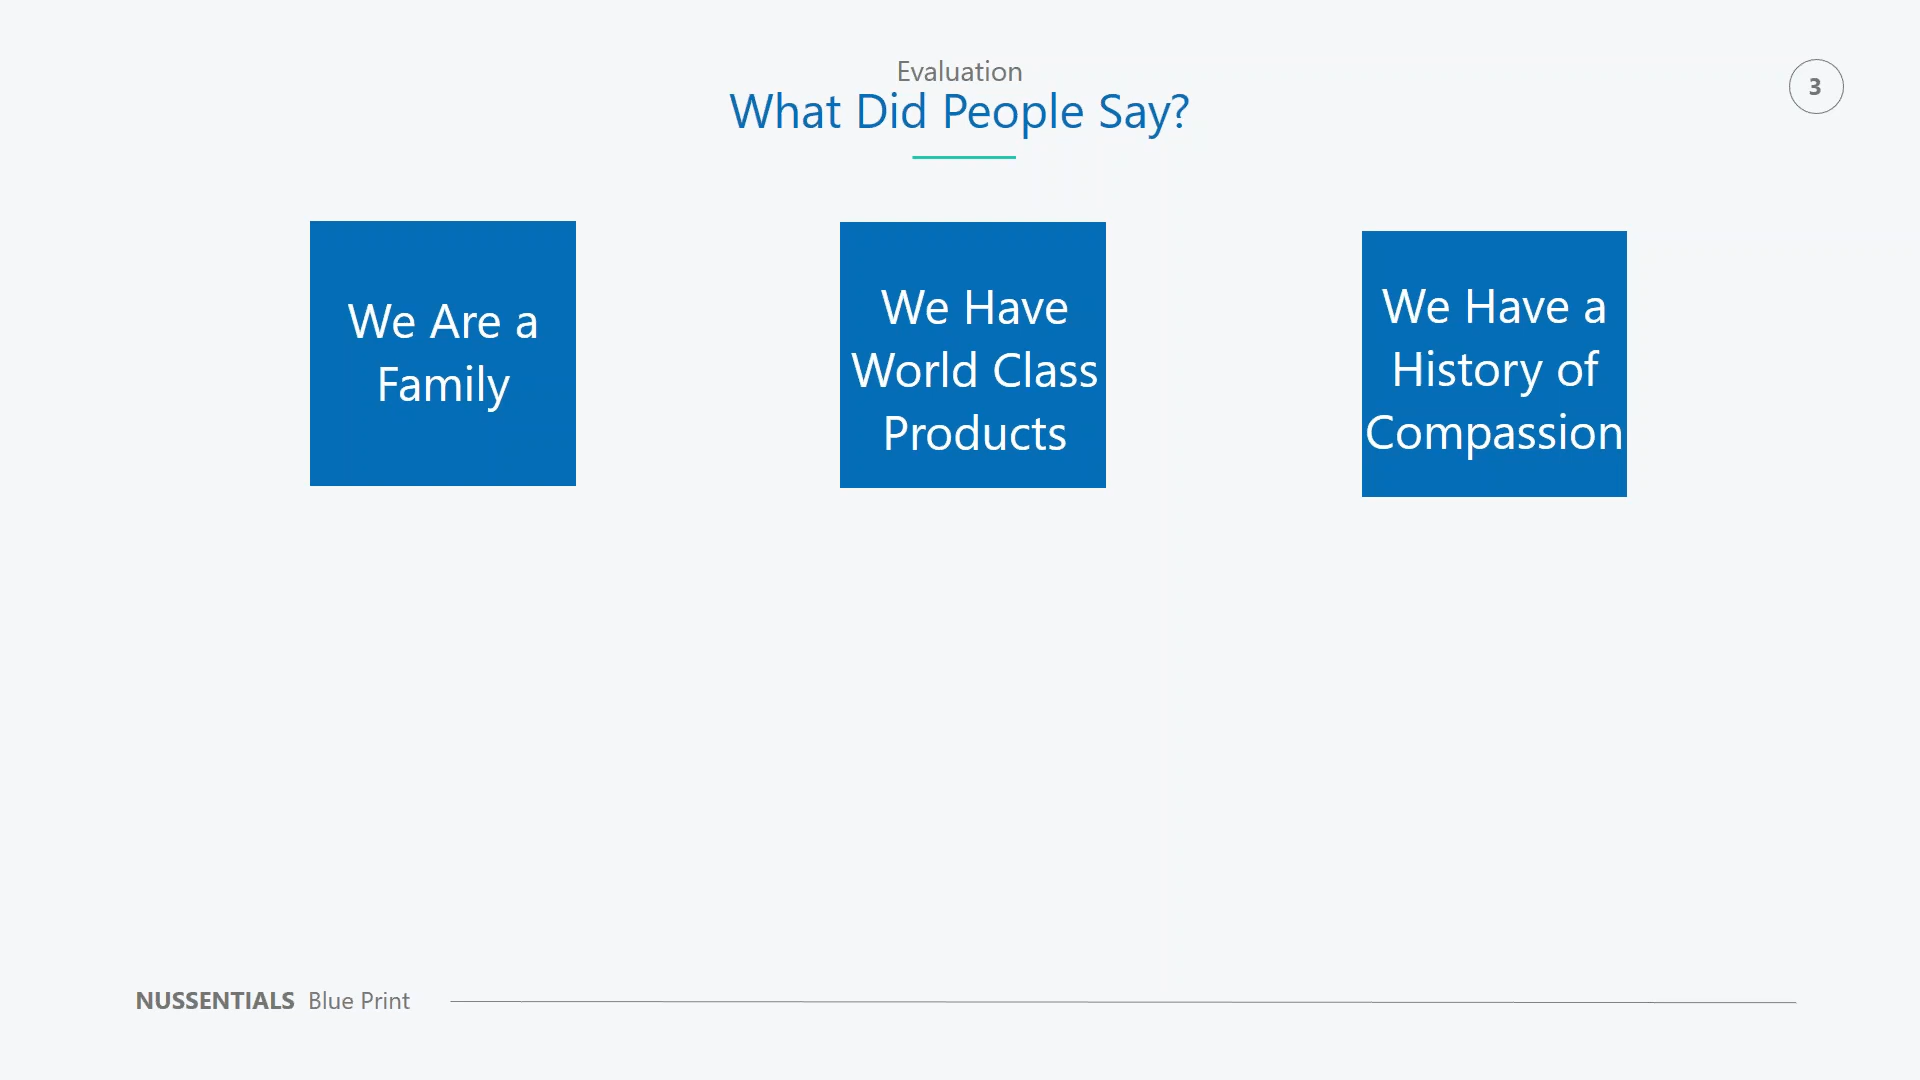 Evaluation
What Did People Say?
3
We Are a
Family
We Have
World Class
Products
We Have a
History of
Compassion
NUSSENTIALS Blue Print